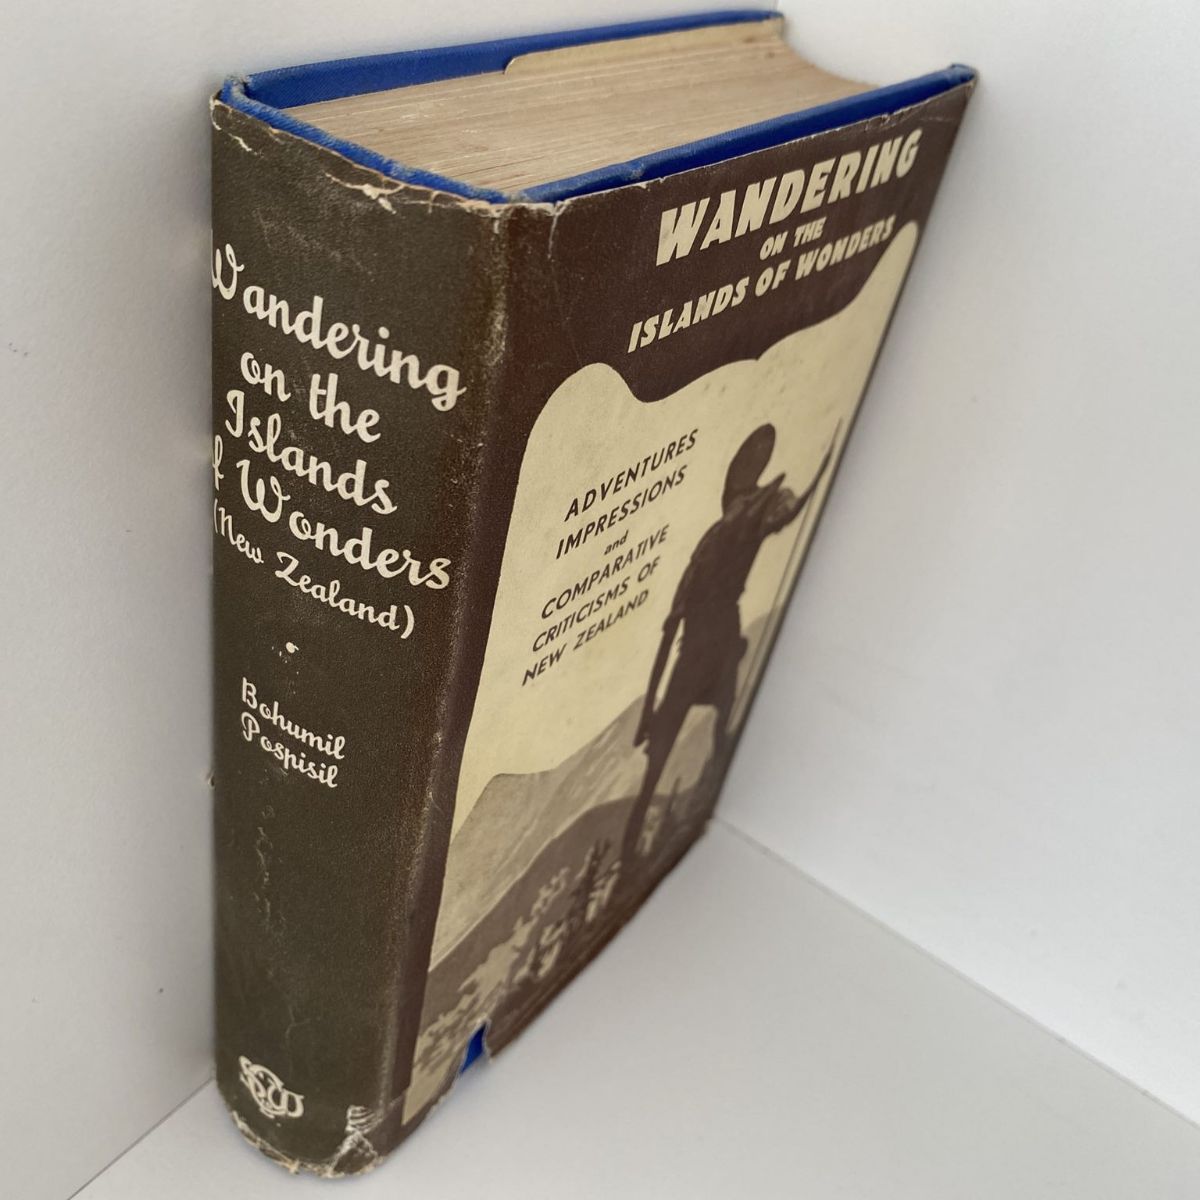 Wandering
on the
Islands
of Wonders
(New Zealand)
Bohumil
Pospisil
WANDERING
ON THE
ISLANDS OF WONDERS
ADVENTURES
IMPRESSIONS
and
COMPARATIVE
CRITICISMS OF
NEW ZEALAND